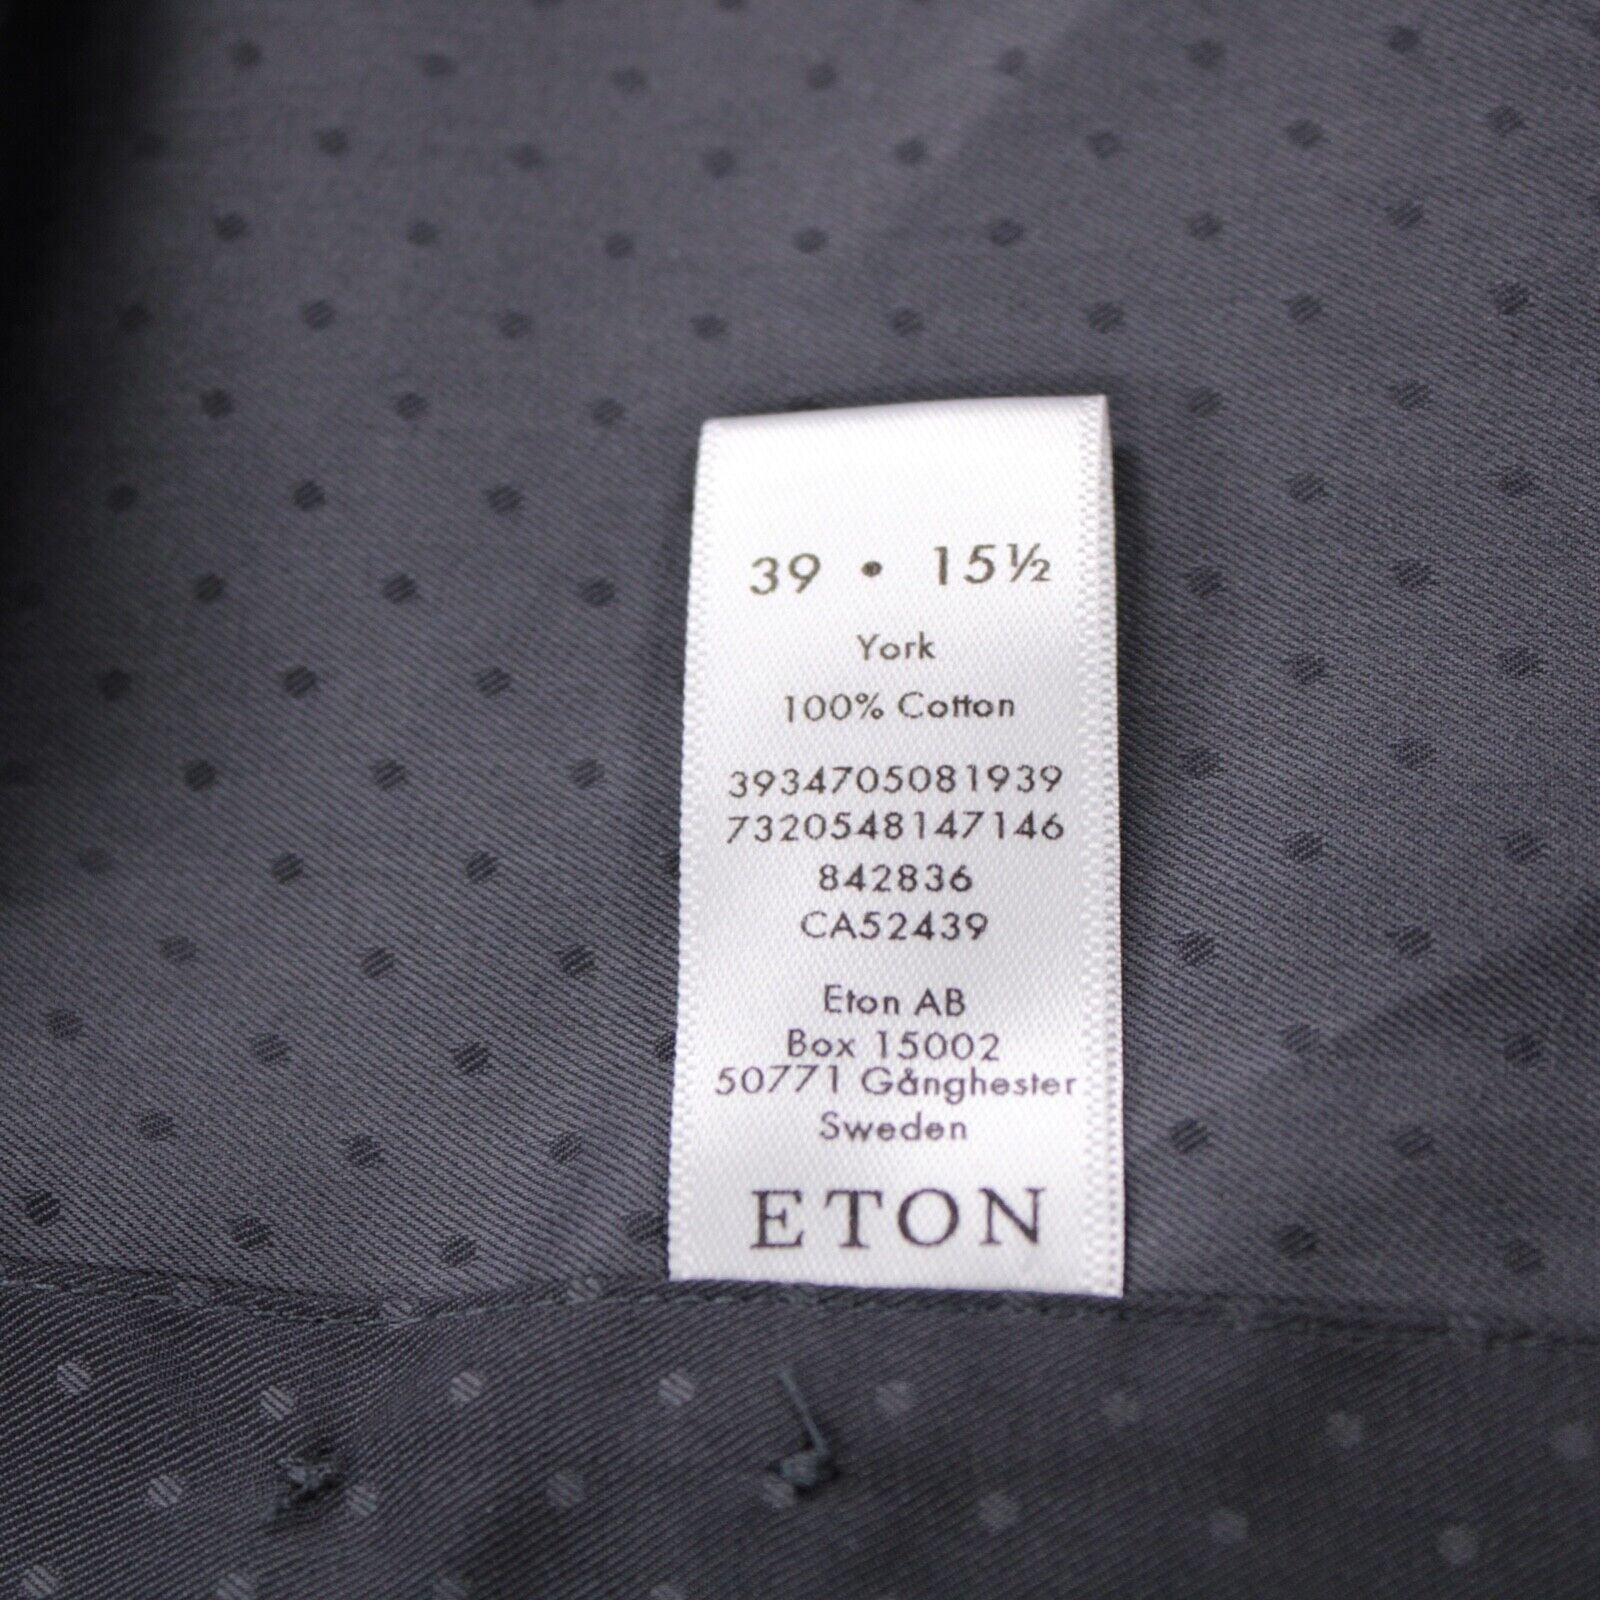 39 • 15½
York
100% Cotton
3934705081939
7320548147146
842836
CA52439
Eton AB
Box 15002
50771 Gånghester
Sweden
ETON